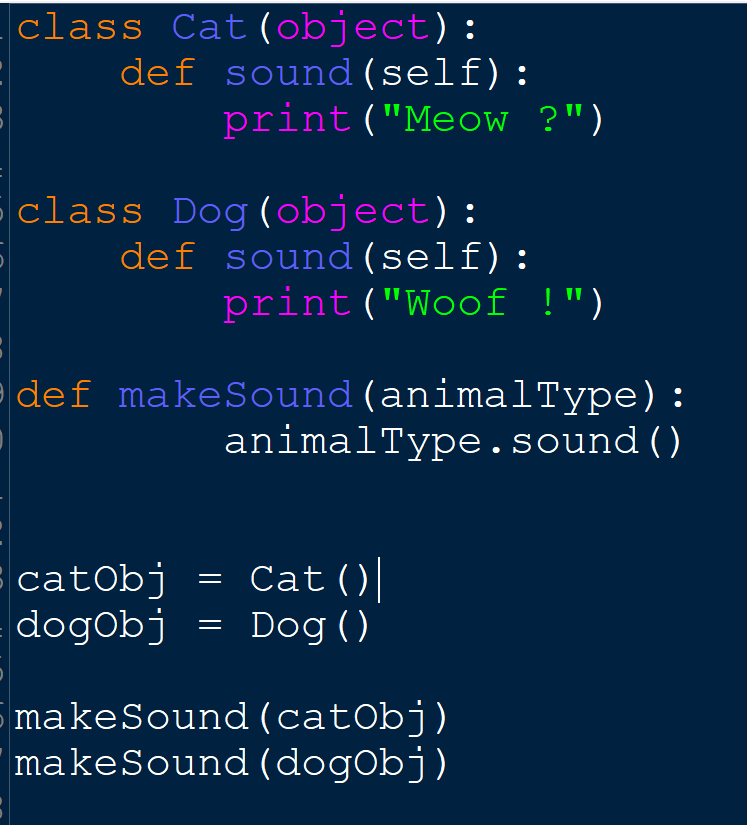 class Cat(object):
    def sound(self):
        print("Meow ?")

class Dog(object):
    def sound(self):
        print("Woof !")

def makeSound(animalType):
        animalType.sound()


catObj = Cat()
dogObj = Dog()

makeSound(catObj)
makeSound(dogObj)